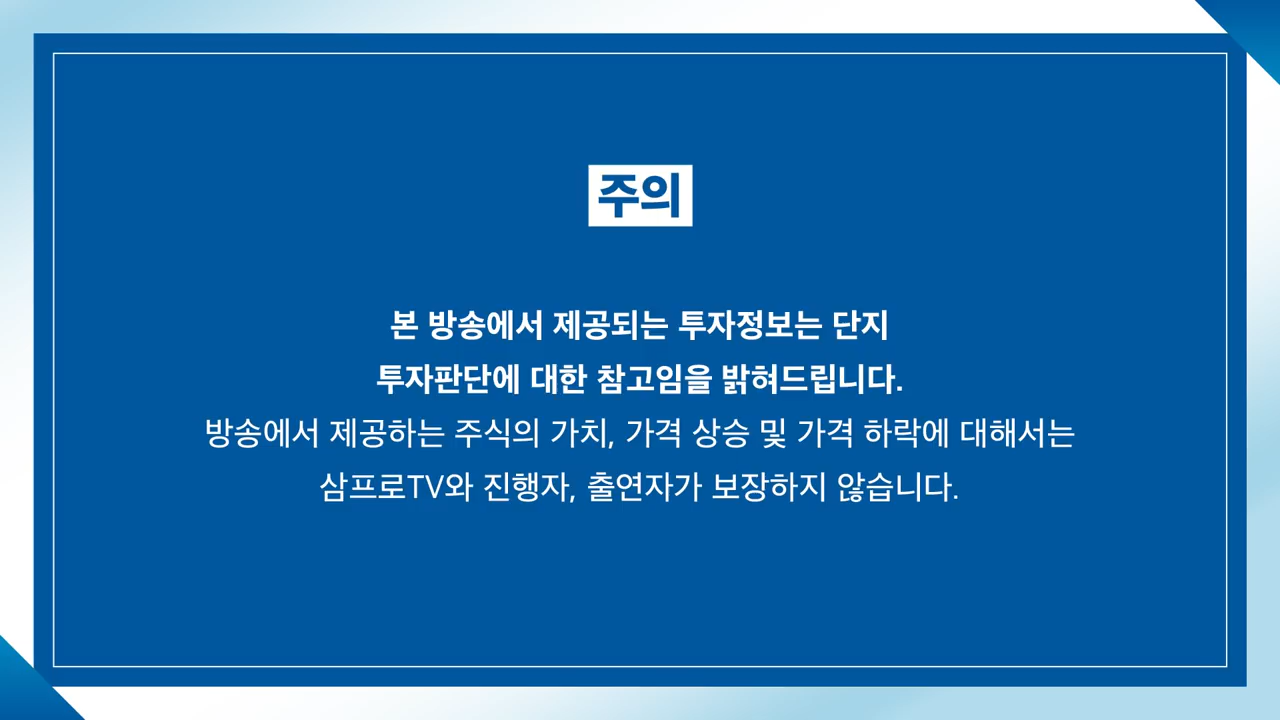 주의
본 방송에서 제공되는 투자정보는 단지
투자판단에 대한 참고임을 밝혀드립니다.
방송에서 제공하는 주식의 가치, 가격 상승 및 가격 하락에 대해서는
삼프로TV와 진행자, 출연자가 보장하지 않습니다.